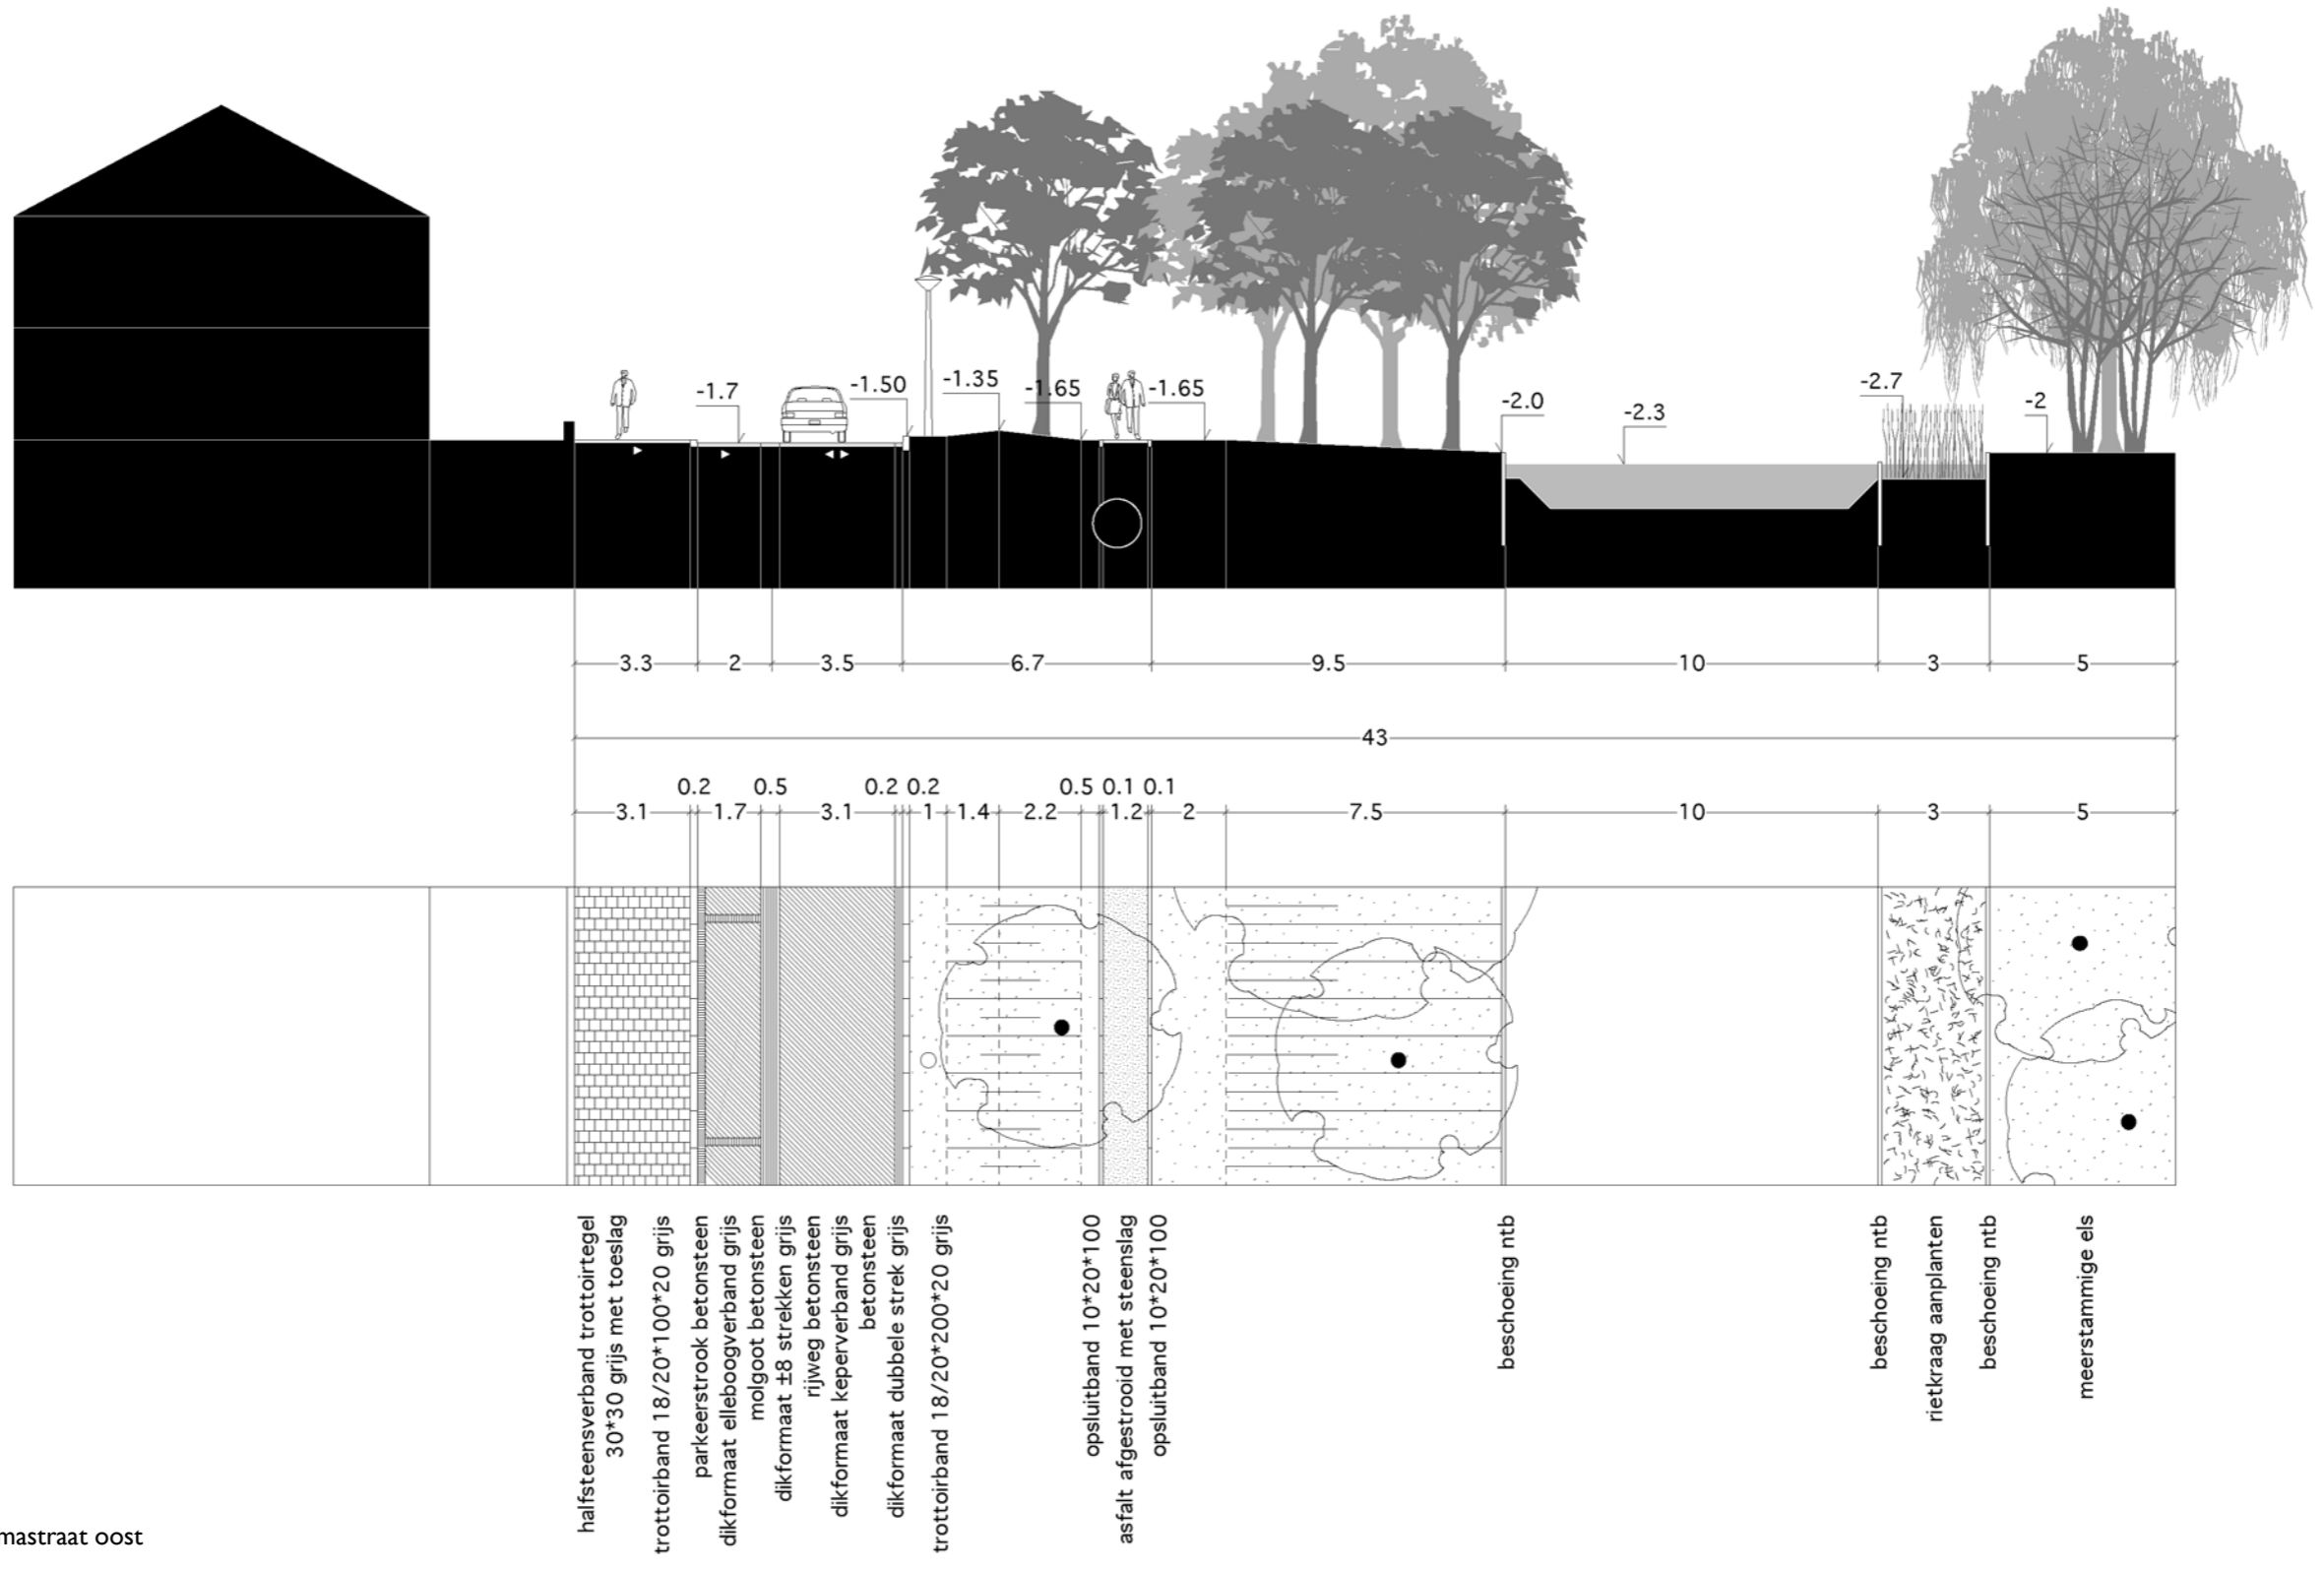 -1.7
-1.50
-1.35
-1.65
-1.65
-2.0
-2.3
-2.7
-2
3.3 2 3.5 6.7 9.5 10 3 5
43
0.2 0.5 0.2 0.2 0.5 0.1 0.1
3.1 1.7 3.1 1 1.4 2.2 1.2 2 7.5 10 3 5
halfsteensverband trottoirtegel
30*30 grijs met toeslag
trottoirband 18/20*100*20 grijs
parkeerstrook betonsteen
dikformaat elleboogverband grijs
molgoot betonsteen
dikformaat ±8 strekken grijs
rijweg betonsteen
dikformaat keperverband grijs
betonsteen
dikformaat dubbele strek grijs
trottoirband 18/20*200*20 grijs
opsluitband 10*20*100
asfalt afgestrooid met steenslag
opsluitband 10*20*100
beschoeing ntb
beschoeing ntb
rietkraag aanplanten
beschoeing ntb
meerstammige els
mastraat oost